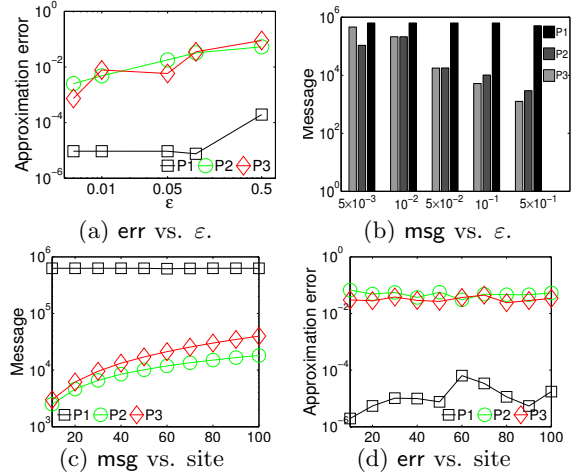 Approximation error
10^0
10^-2
10^-4
10^-6
0.01 0.05 0.5
ε
P1 P2 P3
(a) err vs. ε.
Message
10^6
10^4
10^2
10^0
P1
P2
P3
5×10^-3 10^-2 5×10^-2 10^-1 5×10^-1
(b) msg vs. ε.
Message
10^6
10^5
10^4
10^3
P1 P2 P3
20 40 60 80 100
(c) msg vs. site
Approximation error
10^0
10^-2
10^-4
10^-6
P1 P2 P3
20 40 60 80 100
(d) err vs. site